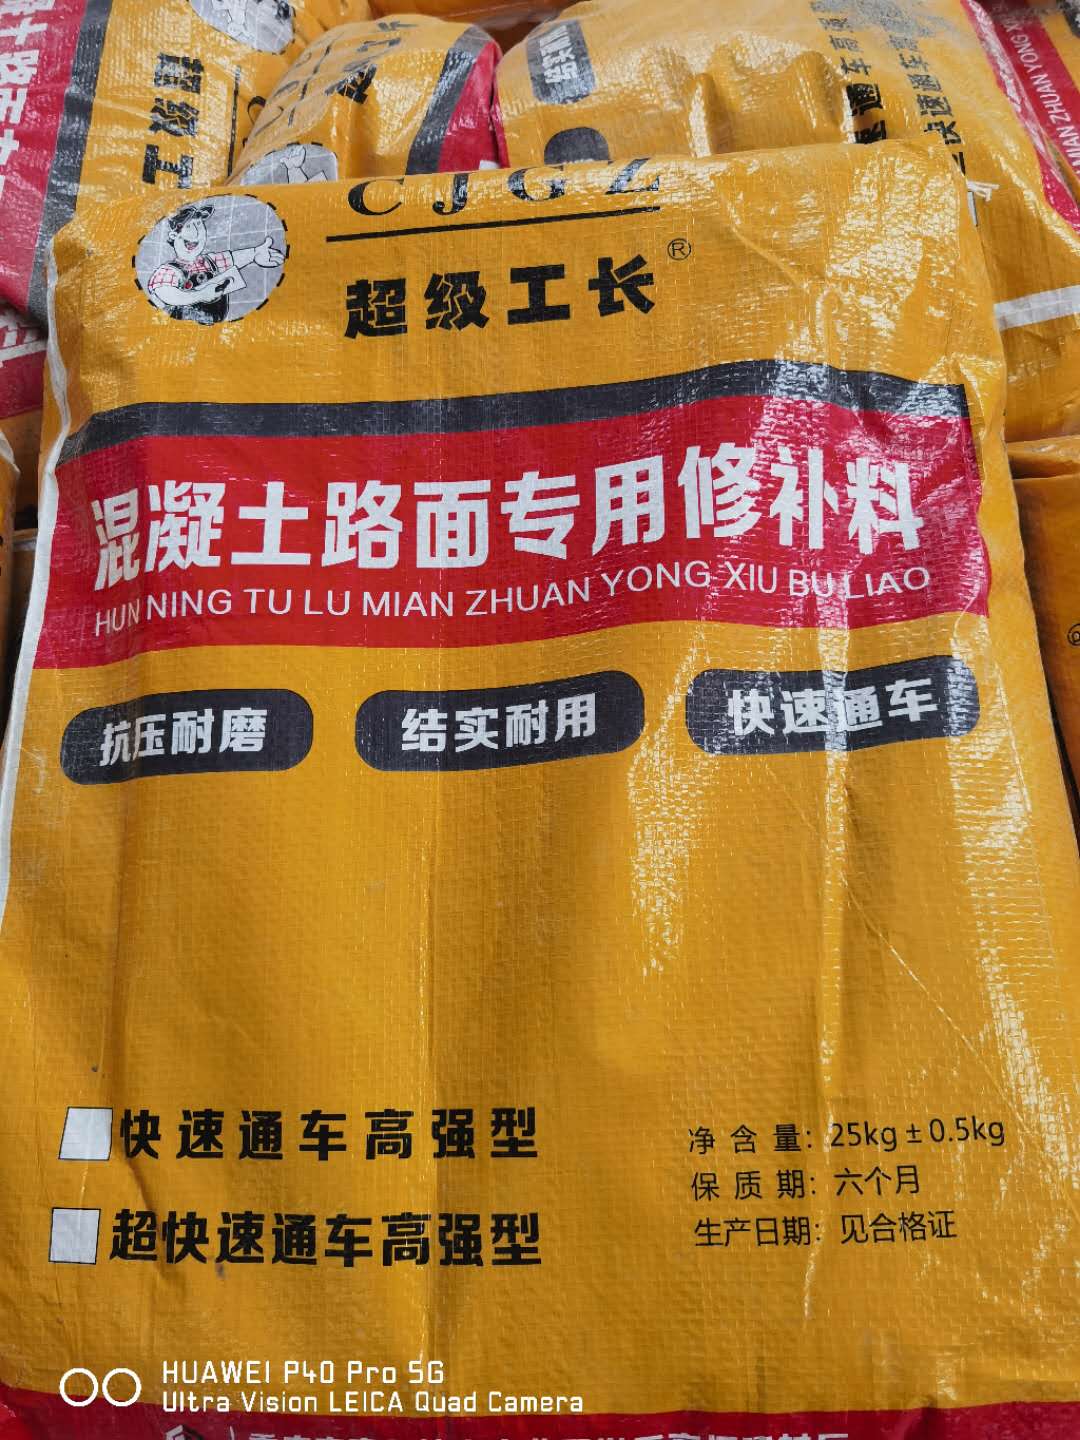 CJGZ
超级工长®
混凝土路面专用修补料
HUN NING TU LU MIAN ZHUAN YONG XIU BU LIAO
抗压耐磨
结实耐用
快速通车
快速通车高强型
超快速通车高强型
净含量：25kg±0.5kg
保质期：六个月
生产日期：见合格证
HUAWEI P40 Pro 5G
Ultra Vision LEICA Quad Camera